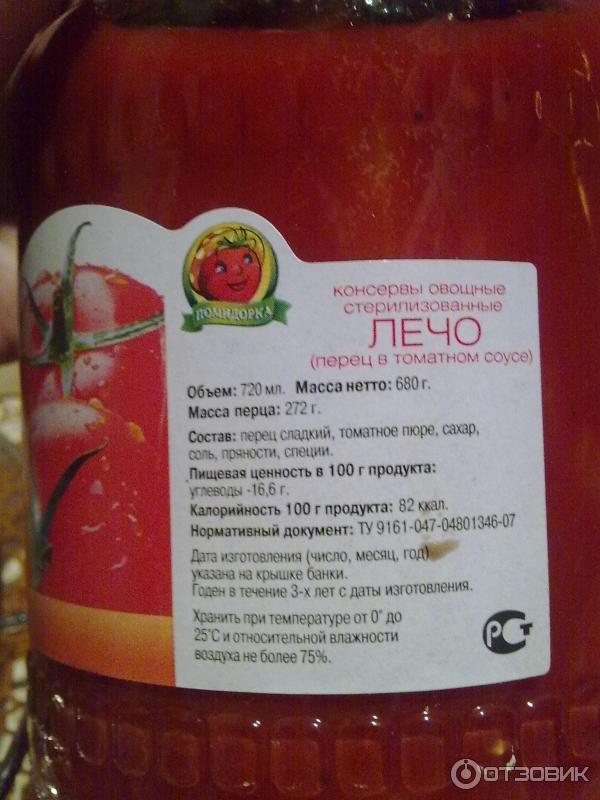 ПОМИДОРКА
консервы овощные
стерилизованные
ЛЕЧО
(перец в томатном соусе)
Объем: 720 мл. Масса нетто: 680 г.
Масса перца: 272 г.
Состав: перец сладкий, томатное пюре, сахар,
соль, пряности, специи.
Пищевая ценность в 100 г продукта:
углеводы -16,6 г.
Калорийность 100 г продукта: 82 ккал.
Нормативный документ: ТУ 9161-047-04801346-07
Дата изготовления (число, месяц, год)
указана на крышке банки.
Годен в течение 3-х лет с даты изготовления.
Хранить при температуре от 0° до
25°С и относительной влажности
воздуха не более 75%.
РСТ
ОТЗОВИК